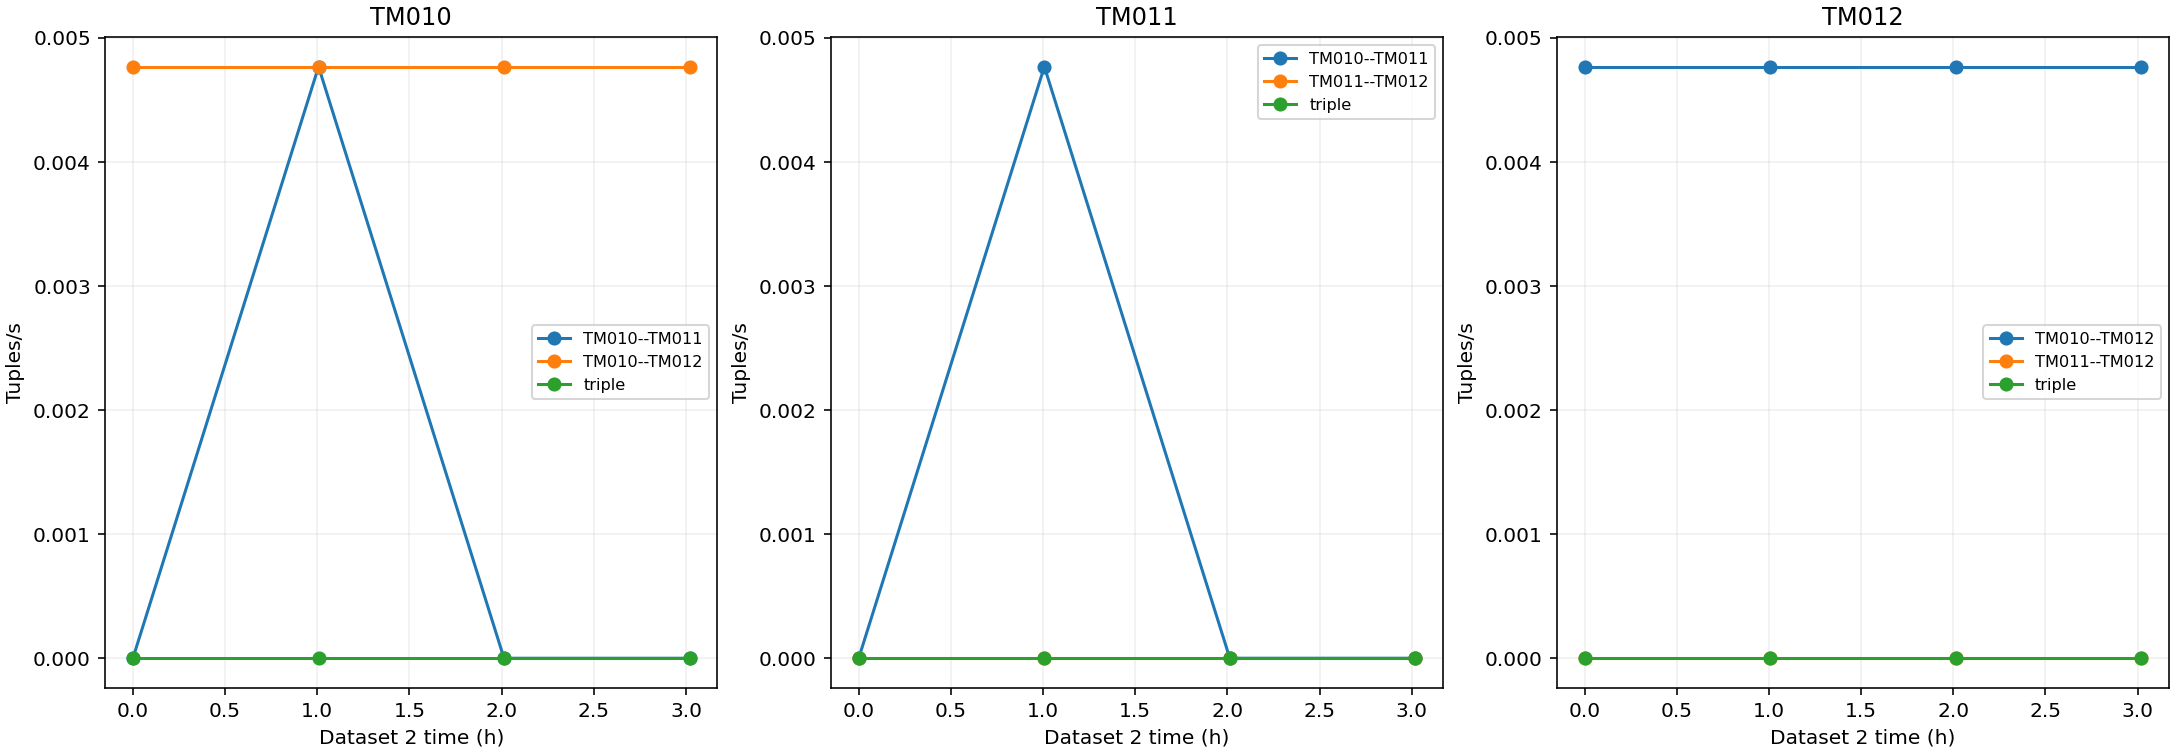 TM010
0.005
0.004
0.003
0.002
0.001
0.000
Tuples/s
TM010--TM011
TM010--TM012
triple
0.0 0.5 1.0 1.5 2.0 2.5 3.0
Dataset 2 time (h)
TM011
0.005
0.004
0.003
0.002
0.001
0.000
Tuples/s
TM010--TM011
TM011--TM012
triple
0.0 0.5 1.0 1.5 2.0 2.5 3.0
Dataset 2 time (h)
TM012
0.005
0.004
0.003
0.002
0.001
0.000
Tuples/s
TM010--TM012
TM011--TM012
triple
0.0 0.5 1.0 1.5 2.0 2.5 3.0
Dataset 2 time (h)